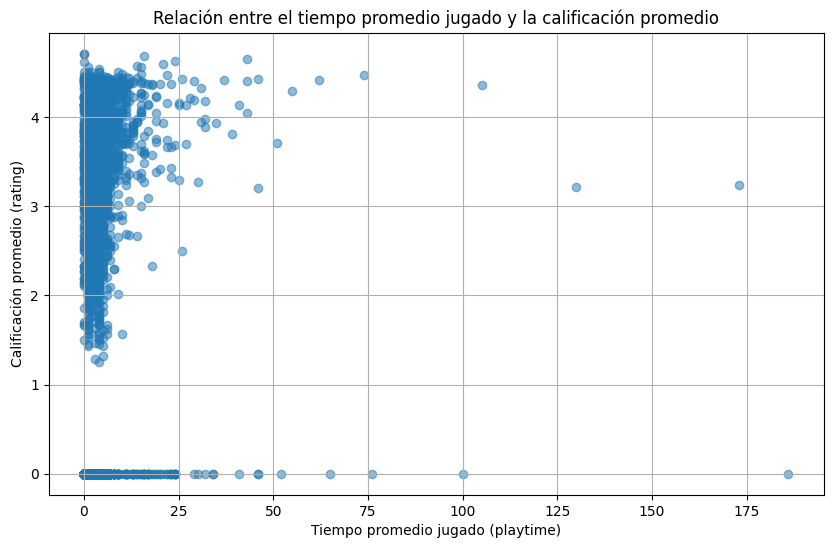 Relación entre el tiempo promedio jugado y la calificación promedio
Calificación promedio (rating)
4
3
2
1
0
0 25 50 75 100 125 150 175
Tiempo promedio jugado (playtime)